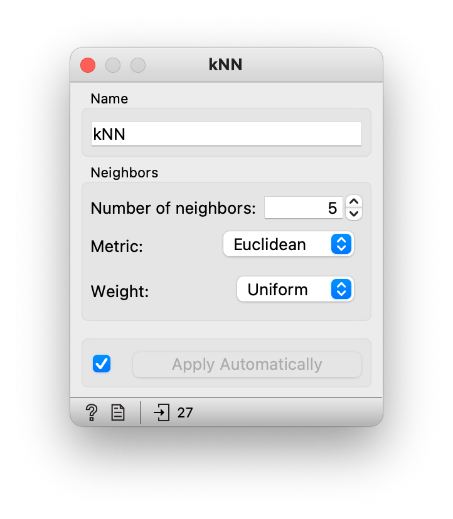 kNN
Name
kNN
Neighbors
Number of neighbors: 5
Metric: Euclidean
Weight: Uniform
Apply Automatically
? 27